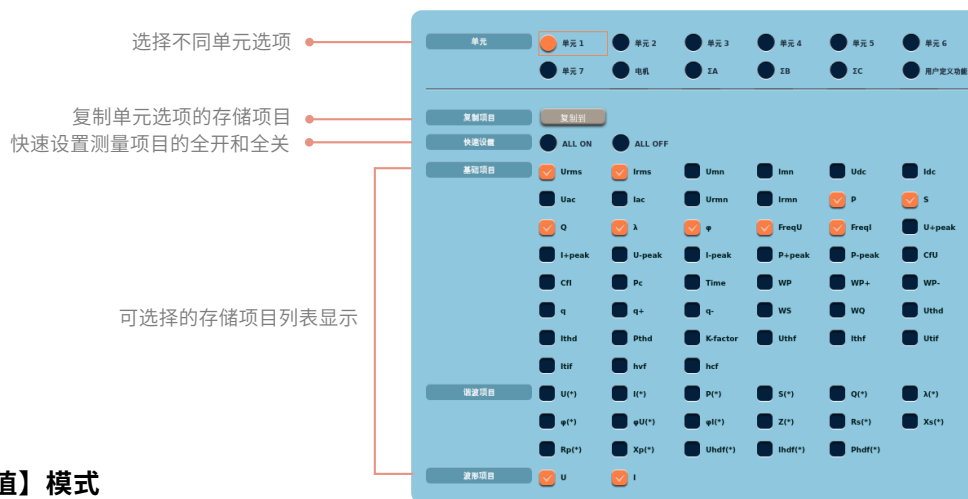 选择不同单元选项
单元 单元 1 单元 2 单元 3 单元 4 单元 5 单元 6
单元 7 电机 ΣA ΣB ΣC 用户定义功能
复制单元选项的存储项目
复制项目 复制到
快速设置测量项目的全开和全关
快速设置 ALL ON ALL OFF
基础项目 Urms Irms Umn Imn Udc Idc
Uac Iac Urmn Irmn P S
Q λ φ FreqU FreqI U+peak
I+peak U-peak I-peak P+peak P-peak CfU
CfI Pc Time WP WP+ WP-
可选择的存储项目列表显示
q q+ q- WS WQ Uthd
Ithd Pthd K-factor Uthf Ithf Utif
Itif hvf hcf
谐波项目 U(*) I(*) P(*) S(*) Q(*) λ(*)
φ(*) φU(*) φI(*) Z(*) Rs(*) Xs(*)
Rp(*) Xp(*) Uhdf(*) Ihdf(*) Phdf(*)
波形项目 U I
值】模式